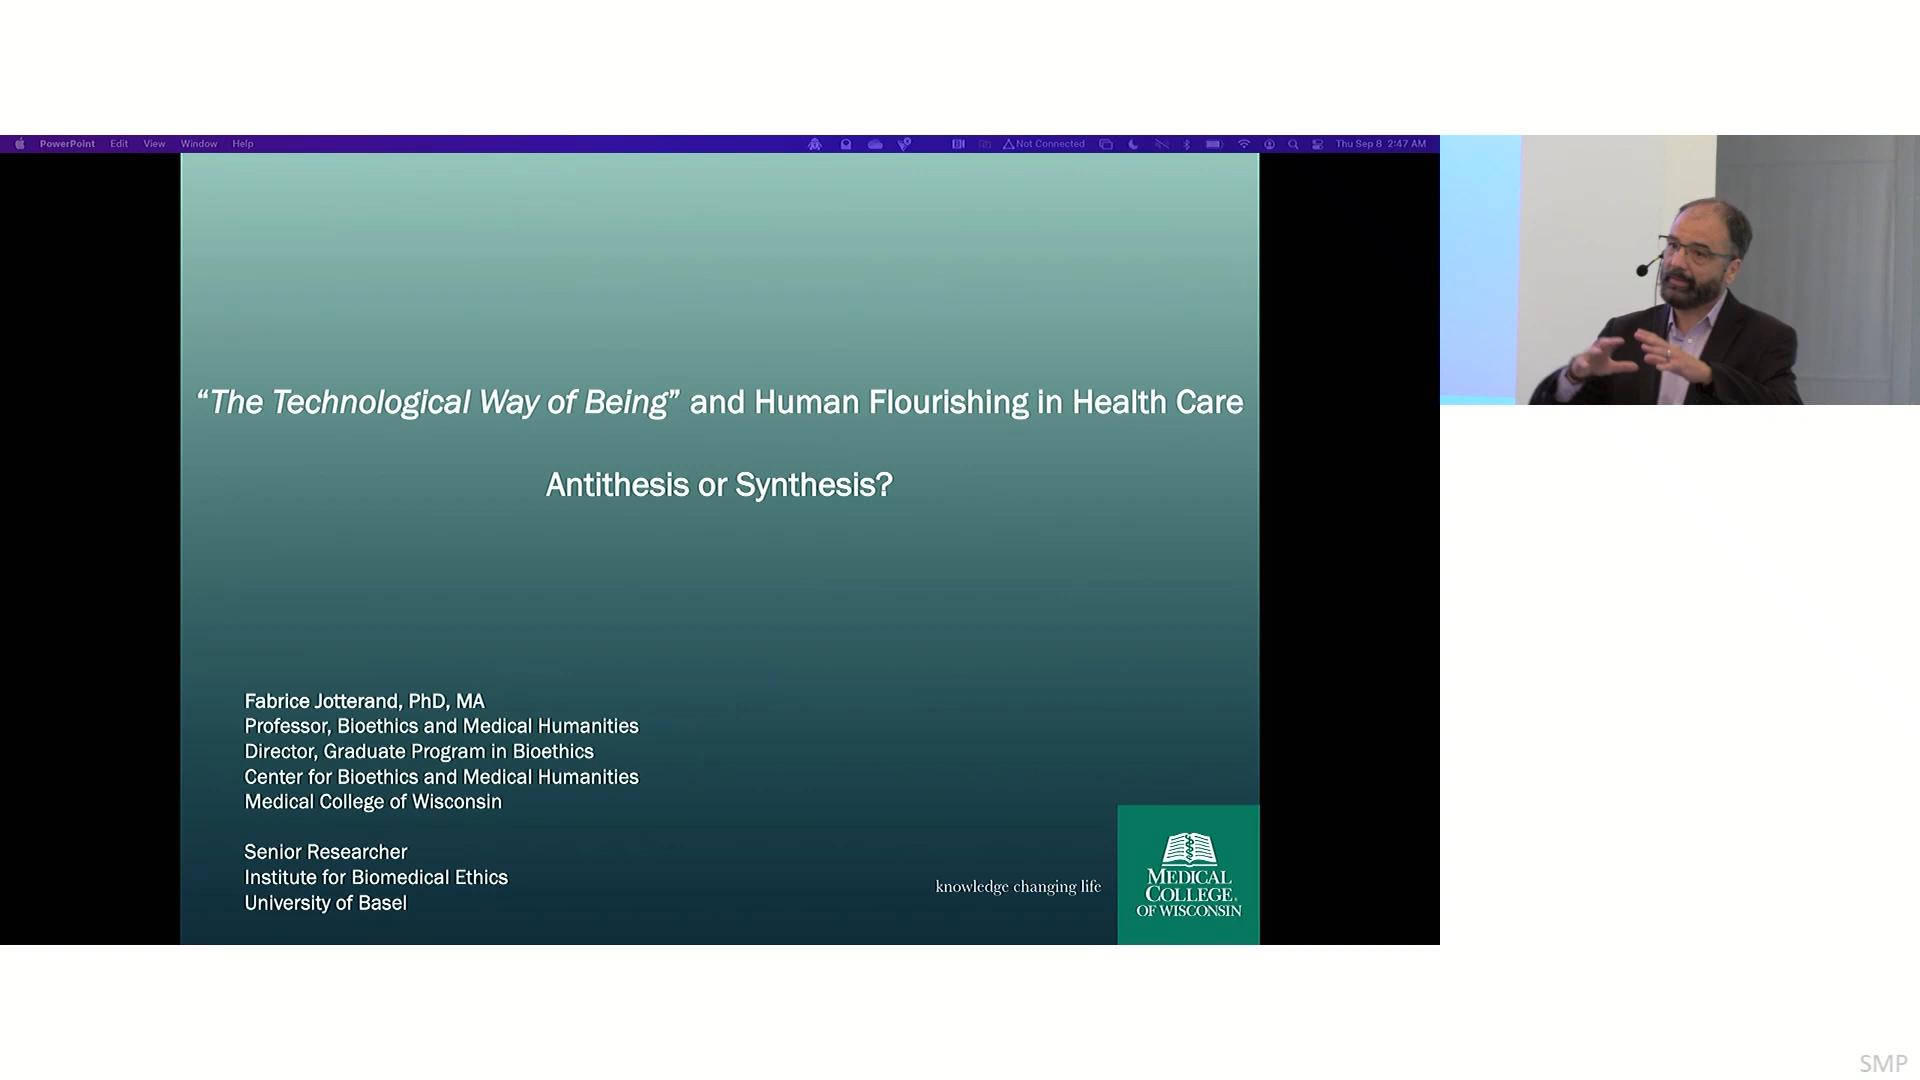 PowerPoint Edit View Window Help Not Connected Thu Sep 8 2:47 AM
“The Technological Way of Being” and Human Flourishing in Health Care
Antithesis or Synthesis?
Fabrice Jotterand, PhD, MA
Professor, Bioethics and Medical Humanities
Director, Graduate Program in Bioethics
Center for Bioethics and Medical Humanities
Medical College of Wisconsin
Senior Researcher
Institute for Biomedical Ethics
University of Basel
knowledge changing life
MEDICAL
COLLEGE
OF WISCONSIN
SMP